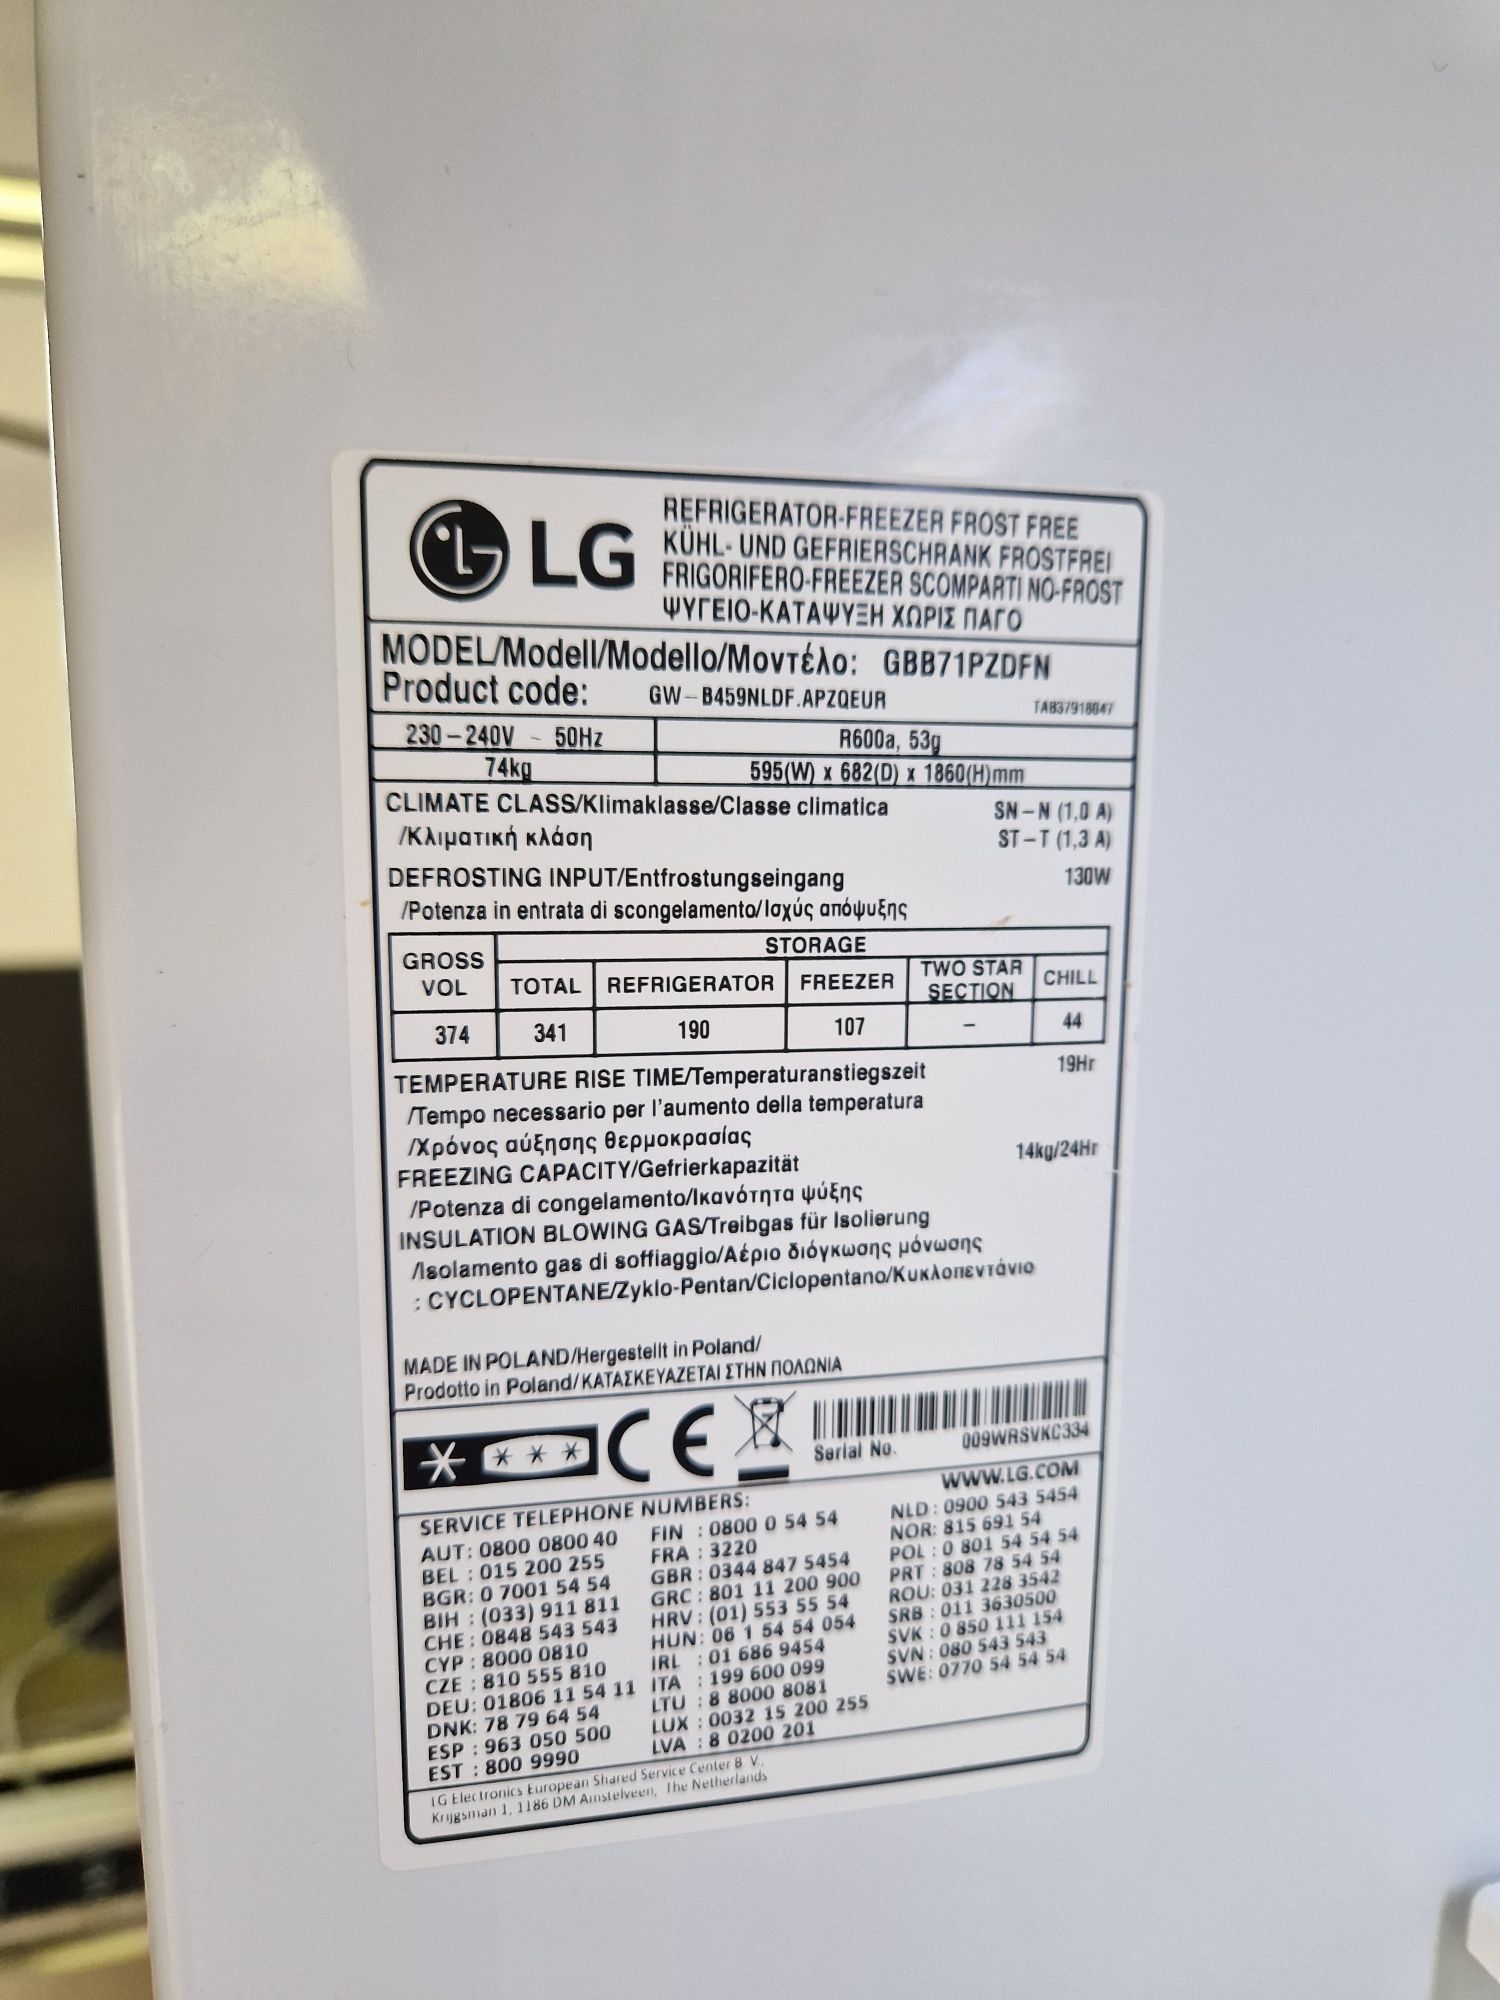 LG
REFRIGERATOR-FREEZER FROST FREE
KÜHL- UND GEFRIERSCHRANK FROSTFREI
FRIGORIFERO-FREEZER SCOMPARTI NO-FROST
ΨΥΓΕΙΟ-ΚΑΤΑΨΥΞΗ ΧΩΡΙΣ ΠΑΓΟ
MODEL/Modell/Modello/Μοντέλο: GBB71PZDFN
Product code: GW-B459NLDF.APZQEUR TAB37918047
230-240V ~ 50Hz R600a, 53g
74kg 595(W) x 682(D) x 1860(H)mm
CLIMATE CLASS/Klimaklasse/Classe climatica SN-N (1,0 A)
/Κλιματική κλάση ST-T (1,3 A)
DEFROSTING INPUT/Entfrostungseingang 130W
/Potenza in entrata di scongelamento/Ισχύς απόψυξης
GROSS VOL STORAGE
TOTAL REFRIGERATOR FREEZER TWO STAR SECTION CHILL
374 341 190 107 - 44
TEMPERATURE RISE TIME/Temperaturanstiegszeit 19Hr
/Tempo necessario per l'aumento della temperatura
/Χρόνος αύξησης θερμοκρασίας
FREEZING CAPACITY/Gefrierkapazität 14kg/24Hr
/Potenza di congelamento/Ικανότητα ψύξης
INSULATION BLOWING GAS/Treibgas für Isolierung
/Isolamento gas di soffiaggio/Αέριο διόγκωσης μόνωσης
: CYCLOPENTANE/Zyklo-Pentan/Ciclopentano/Κυκλοπεντάνιο
MADE IN POLAND/Hergestellt in Poland/
Prodotto in Poland/ΚΑΤΑΣΚΕΥΑΖΕΤΑΙ ΣΤΗΝ ΠΟΛΩΝΙΑ
CE
Serial No. 009WRSVKC334
WWW.LG.COM
SERVICE TELEPHONE NUMBERS:
AUT: 0800 0800 40
BEL : 015 200 255
BGR: 0 7001 54 54
BIH : (033) 911 811
CHE : 0848 543 543
CYP : 8000 0810
CZE : 810 555 810
DEU: 01806 11 54 11
DNK: 78 79 64 54
ESP : 963 050 500
EST : 800 9990
FIN : 0800 0 54 54
FRA : 3220
GBR : 0344 847 5454
GRC : 801 11 200 900
HRV : (01) 553 55 54
HUN: 06 1 54 54 054
IRL : 01 686 9454
ITA : 199 600 099
LTU : 8 8000 8081
LUX : 0032 15 200 255
LVA : 8 0200 201
NLD : 0900 543 5454
NOR: 815 691 54
POL : 0 801 54 54 54
PRT : 808 78 54 54
ROU: 031 228 3542
SRB : 011 3630500
SVK : 0 850 111 154
SVN : 080 543 543
SWE: 0770 54 54 54
LG Electronics European Shared Service Center B.V.
Krijgsman 1, 1186 DM Amstelveen, The Netherlands